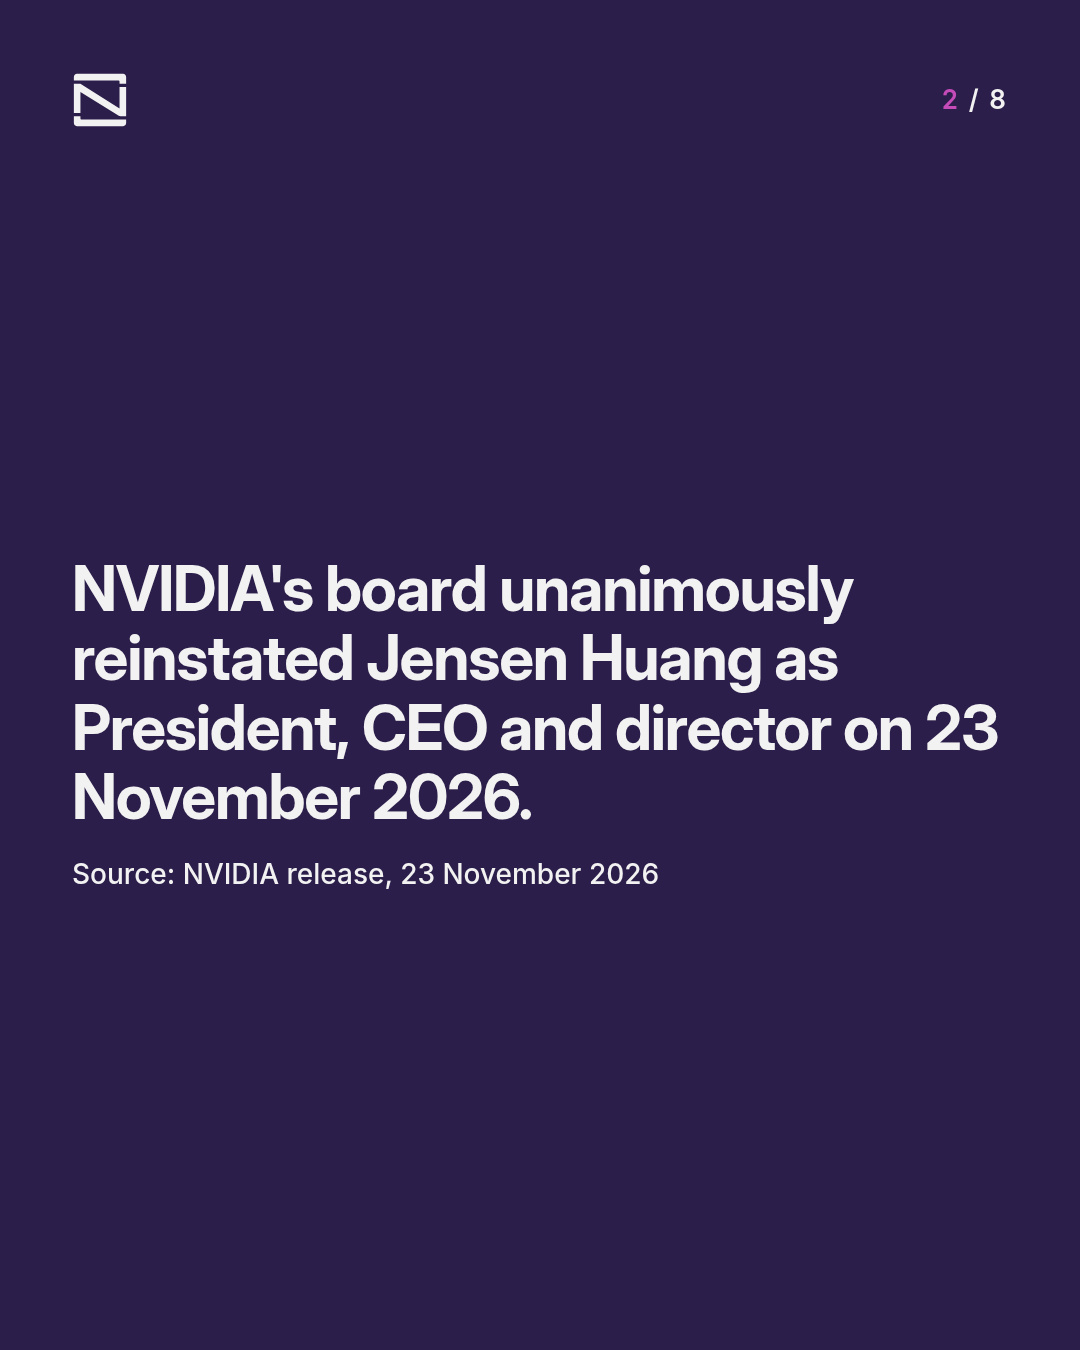 2 / 8
NVIDIA's board unanimously
reinstated Jensen Huang as
President, CEO and director on 23
November 2026.
Source: NVIDIA release, 23 November 2026